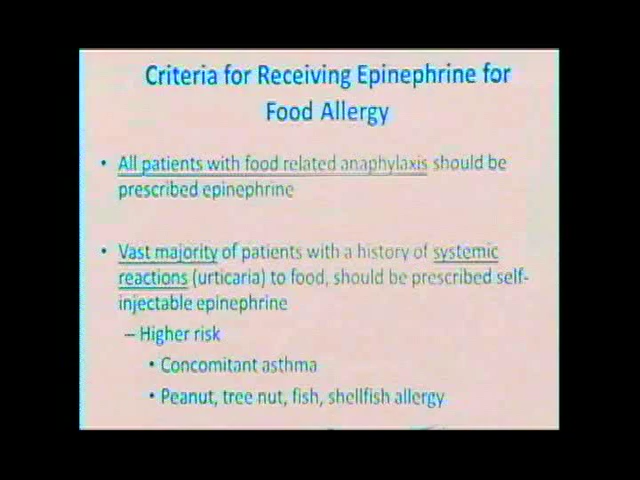 Criteria for Receiving Epinephrine for
Food Allergy
• All patients with food related anaphylaxis should be
prescribed epinephrine
• Vast majority of patients with a history of systemic
reactions (urticaria) to food, should be prescribed self-
injectable epinephrine
– Higher risk
• Concomitant asthma
• Peanut, tree nut, fish, shellfish allergy